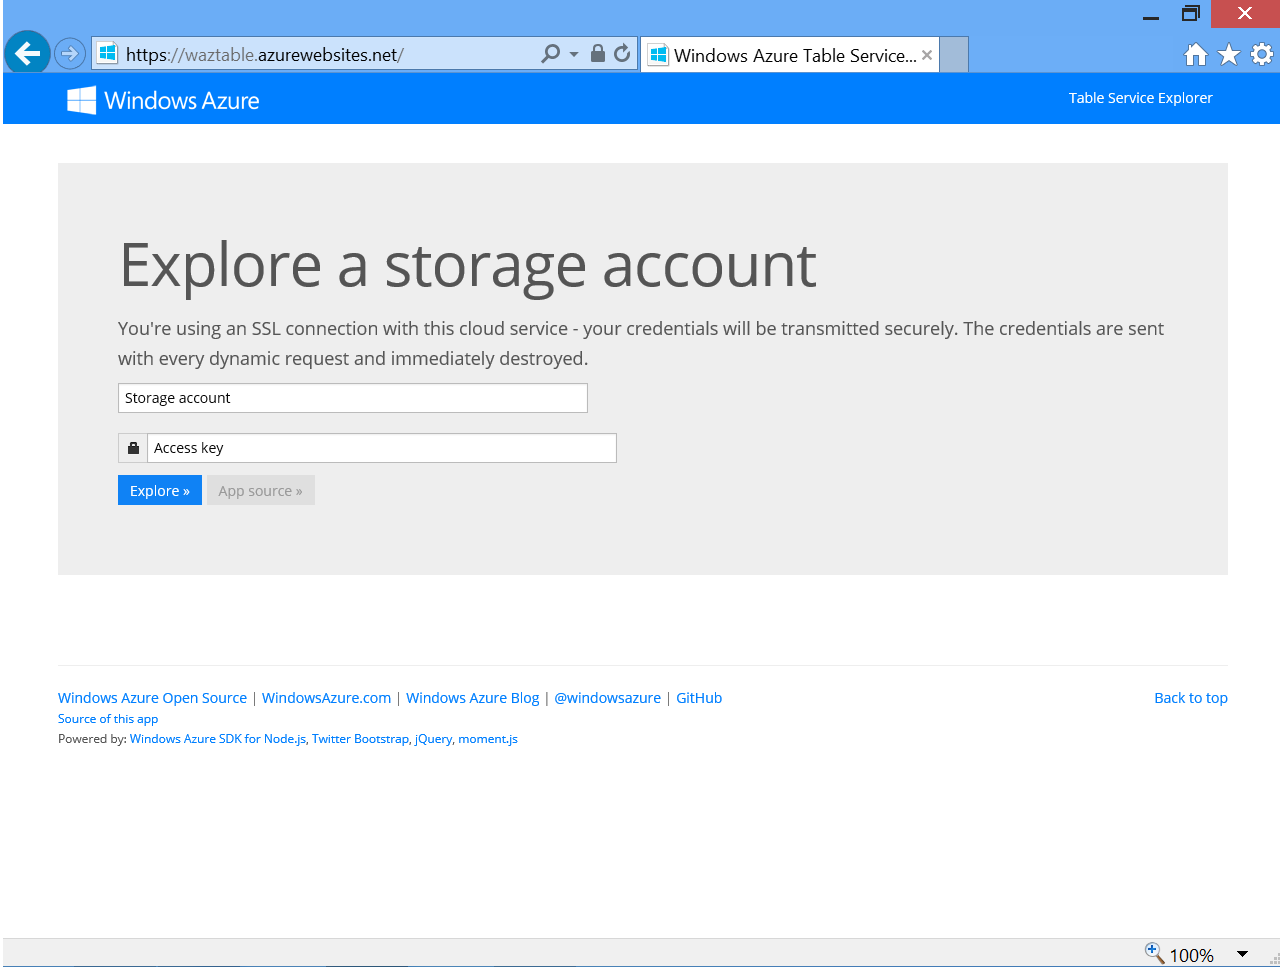 https://waztable.azurewebsites.net/
Windows Azure Table Service...
Windows Azure
Table Service Explorer
Explore a storage account
You're using an SSL connection with this cloud service - your credentials will be transmitted securely. The credentials are sent
with every dynamic request and immediately destroyed.
Storage account
Access key
Explore »
App source »
Windows Azure Open Source | WindowsAzure.com | Windows Azure Blog | @windowsazure | GitHub
Back to top
Source of this app
Powered by: Windows Azure SDK for Node.js, Twitter Bootstrap, jQuery, moment.js
100%